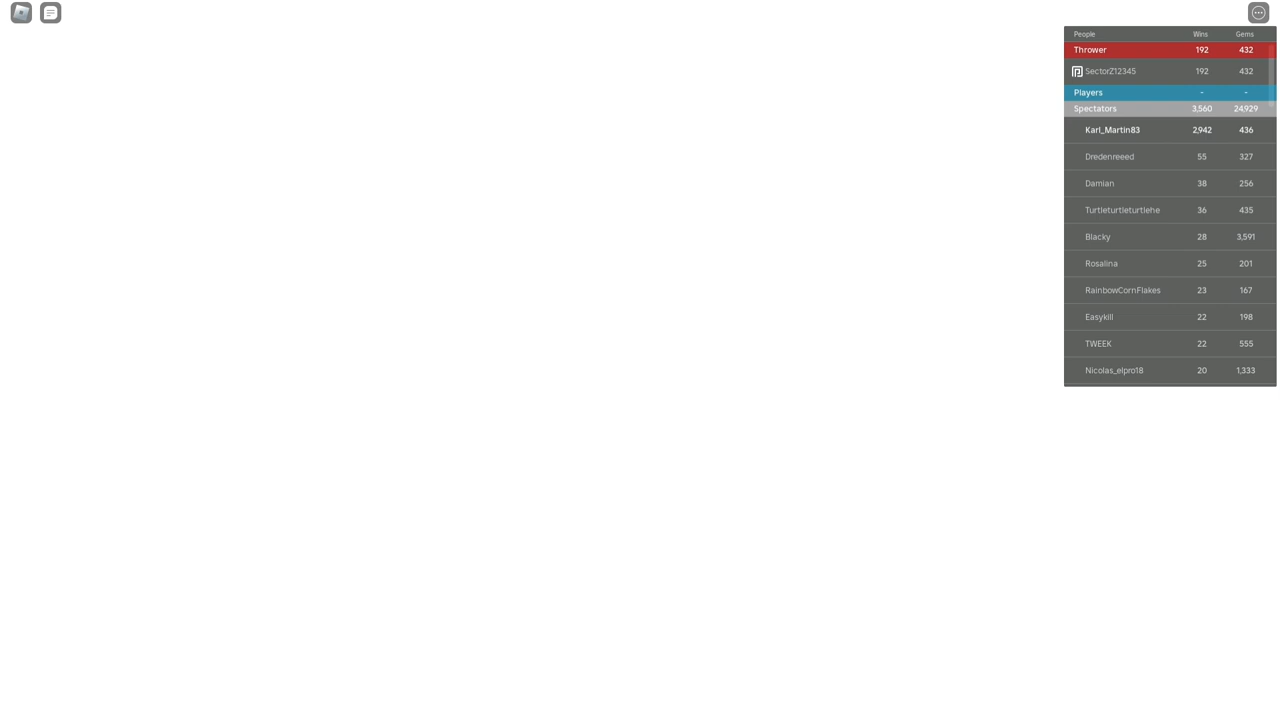 People Wins Gems
Thrower 192 432
SectorZ12345 192 432
Players - -
Spectators 3,560 24,929
Karl_Martin83 2,942 436
Dredenreeed 55 327
Damian 38 256
Turtleturtleturtlehe 36 435
Blacky 28 3,591
Rosalina 25 201
RainbowCornFlakes 23 167
Easykill 22 198
TWEEK 22 555
Nicolas_elpro18 20 1,333